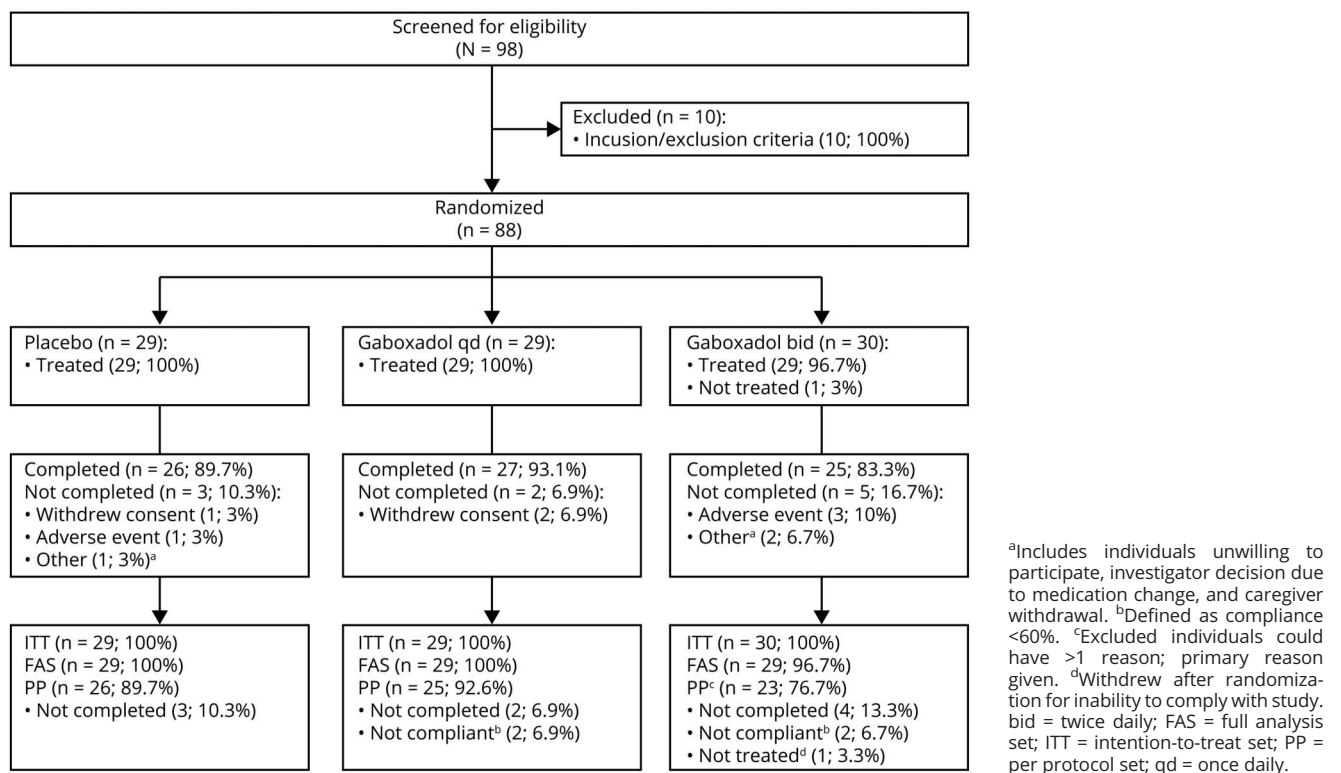 Screened for eligibility
(N = 98)
Excluded (n = 10):
• Incusion/exclusion criteria (10; 100%)
Randomized
(n = 88)
Placebo (n = 29):
• Treated (29; 100%)
Gaboxadol qd (n = 29):
• Treated (29; 100%)
Gaboxadol bid (n = 30):
• Treated (29; 96.7%)
• Not treated (1; 3%)
Completed (n = 26; 89.7%)
Not completed (n = 3; 10.3%):
• Withdrew consent (1; 3%)
• Adverse event (1; 3%)
• Other (1; 3%)ᵃ
Completed (n = 27; 93.1%)
Not completed (n = 2; 6.9%):
• Withdrew consent (2; 6.9%)
Completed (n = 25; 83.3%)
Not completed (n = 5; 16.7%):
• Adverse event (3; 10%)
• Otherᵃ (2; 6.7%)
ITT (n = 29; 100%)
FAS (n = 29; 100%)
PP (n = 26; 89.7%)
• Not completed (3; 10.3%)
ITT (n = 29; 100%)
FAS (n = 29; 100%)
PP (n = 25; 92.6%)
• Not completed (2; 6.9%)
• Not compliantᵇ (2; 6.9%)
ITT (n = 30; 100%)
FAS (n = 29; 96.7%)
PPᶜ (n = 23; 76.7%)
• Not completed (4; 13.3%)
• Not compliantᵇ (2; 6.7%)
• Not treatedᵈ (1; 3.3%)
ᵃIncludes individuals unwilling to
participate, investigator decision due
to medication change, and caregiver
withdrawal. ᵇDefined as compliance
<60%. ᶜExcluded individuals could
have >1 reason; primary reason
given. ᵈWithdrew after randomiza-
tion for inability to comply with study.
bid = twice daily; FAS = full analysis
set; ITT = intention-to-treat set; PP =
per protocol set; qd = once daily.